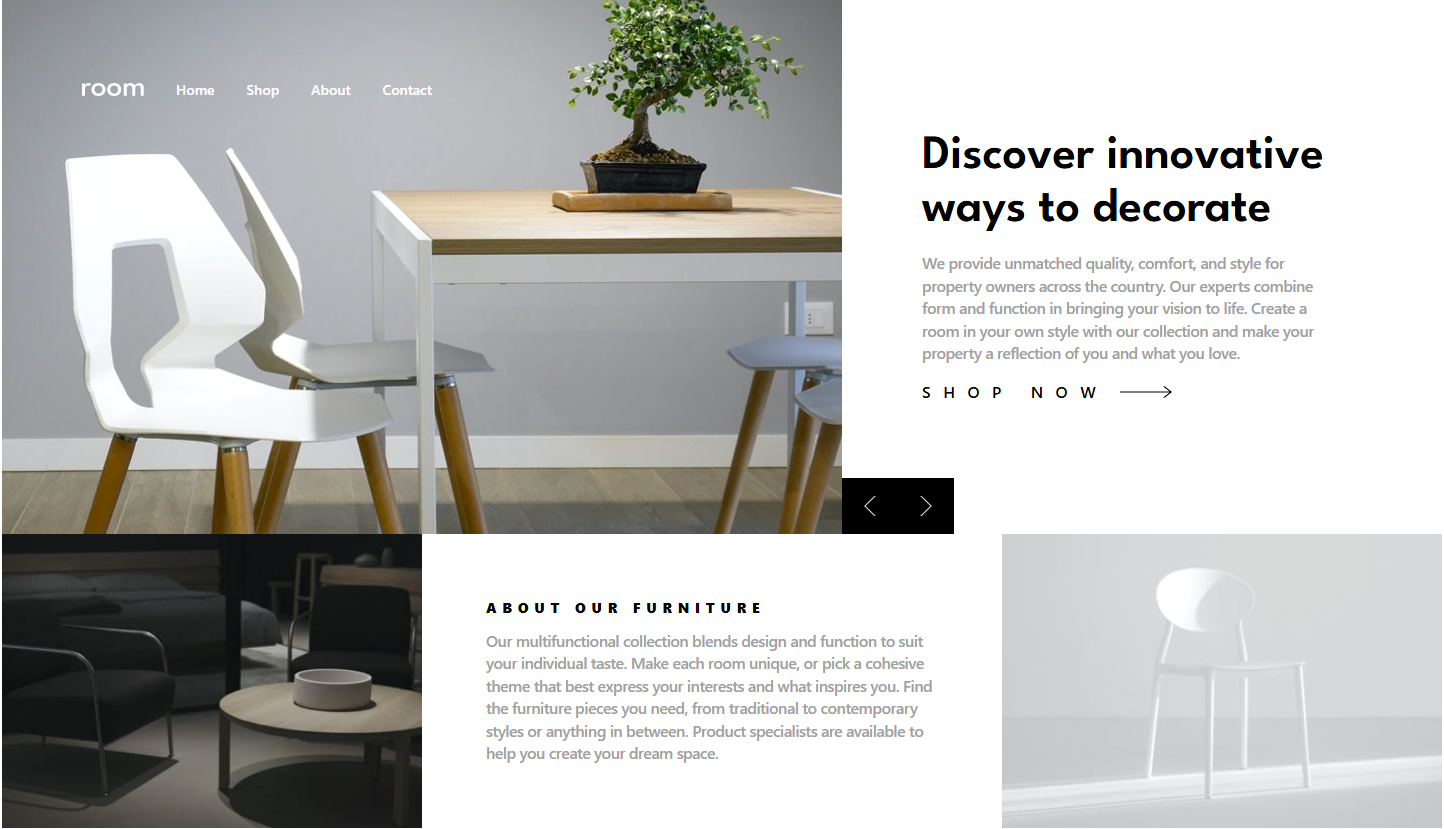 room Home Shop About Contact
Discover innovative
ways to decorate
We provide unmatched quality, comfort, and style for
property owners across the country. Our experts combine
form and function in bringing your vision to life. Create a
room in your own style with our collection and make your
property a reflection of you and what you love.
SHOP NOW
ABOUT OUR FURNITURE
Our multifunctional collection blends design and function to suit
your individual taste. Make each room unique, or pick a cohesive
theme that best express your interests and what inspires you. Find
the furniture pieces you need, from traditional to contemporary
styles or anything in between. Product specialists are available to
help you create your dream space.